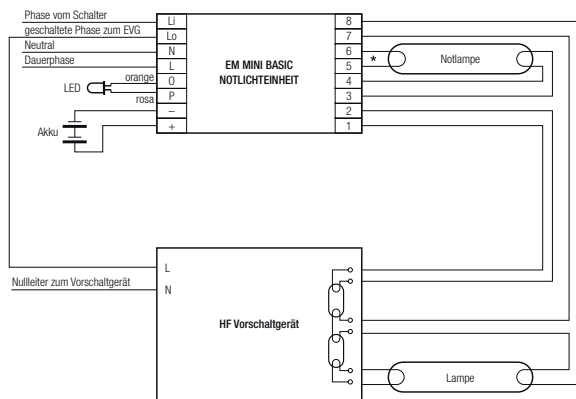 Phase vom Schalter
geschaltete Phase zum EVG
Neutral
Dauerphase
LED
orange
rosa
Akku
Li
Lo
N
L
O
P
–
+
EM MINI BASIC
NOTLICHTEINHEIT
8
7
6
5
4
3
2
1
*
Notlampe
Nullleiter zum Vorschaltgerät
L
N
HF Vorschaltgerät
Lampe